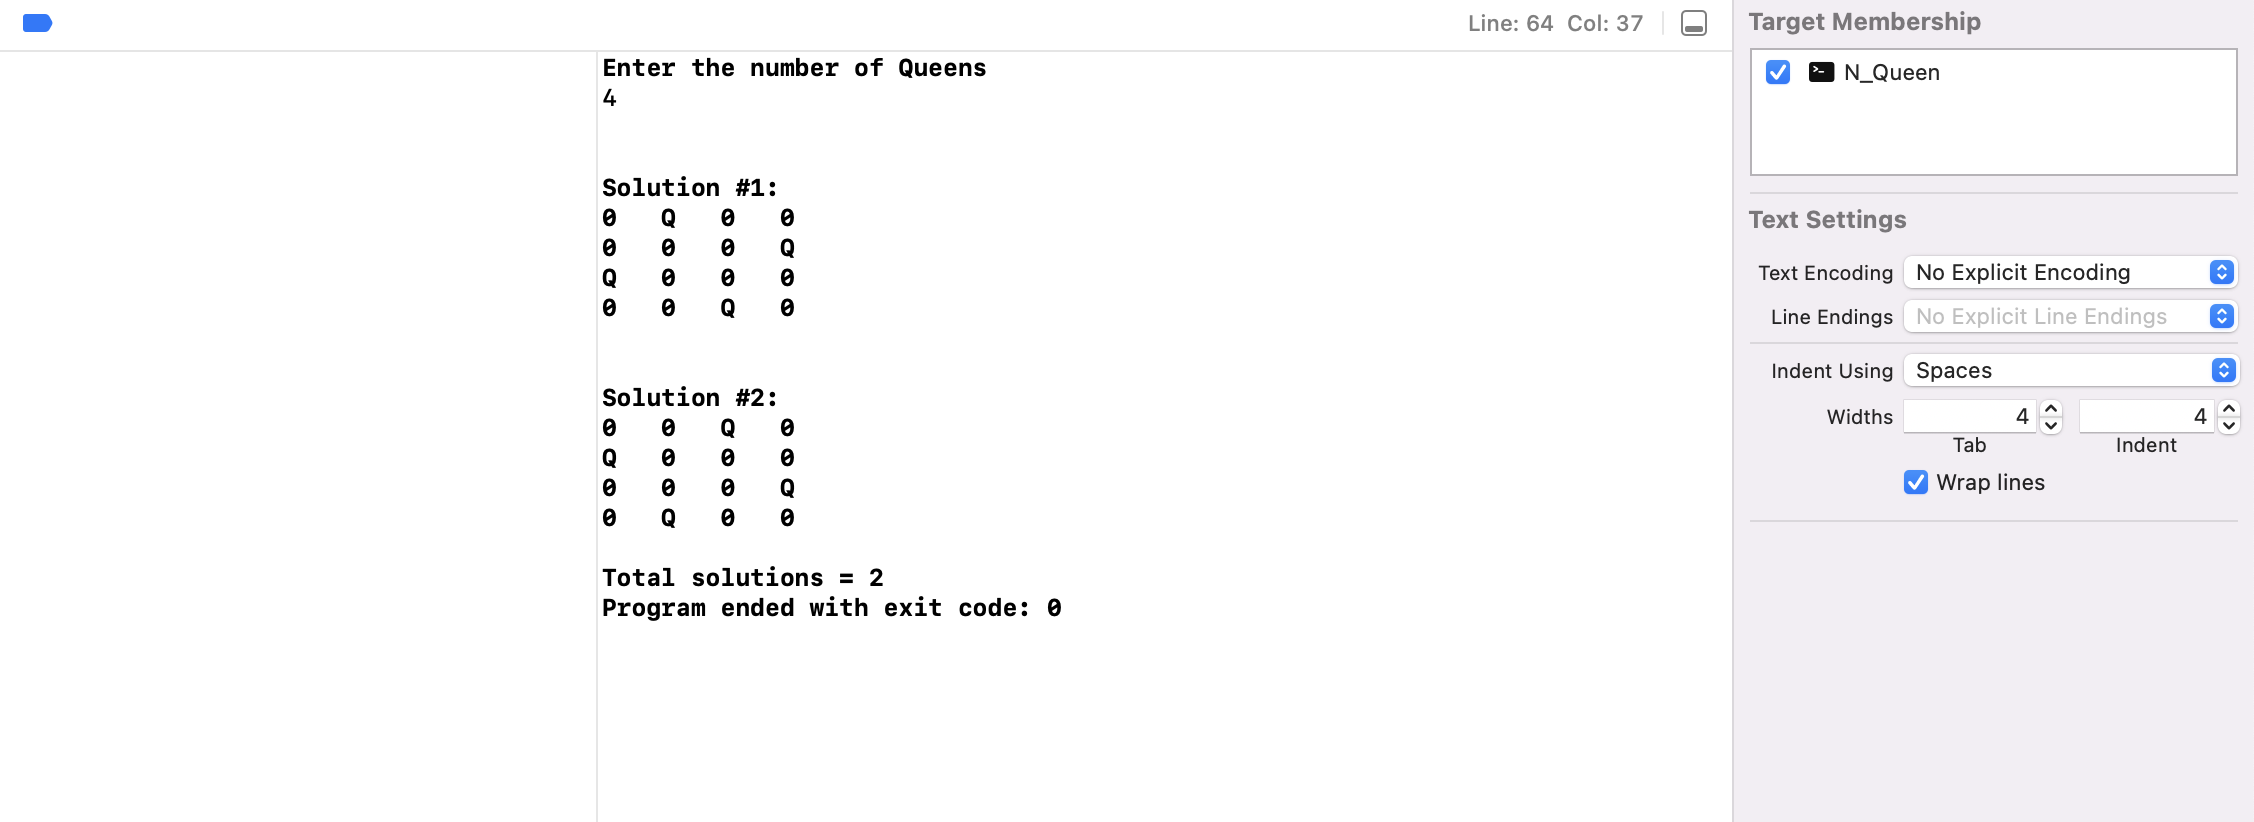 Line: 64 Col: 37
Enter the number of Queens
4
Solution #1:
0 Q 0 0
0 0 0 Q
Q 0 0 0
0 0 Q 0
Solution #2:
0 0 Q 0
Q 0 0 0
0 0 0 Q
0 Q 0 0
Total solutions = 2
Program ended with exit code: 0
Target Membership
N_Queen
Text Settings
Text Encoding No Explicit Encoding
Line Endings No Explicit Line Endings
Indent Using Spaces
Widths 4 4
Tab Indent
Wrap lines